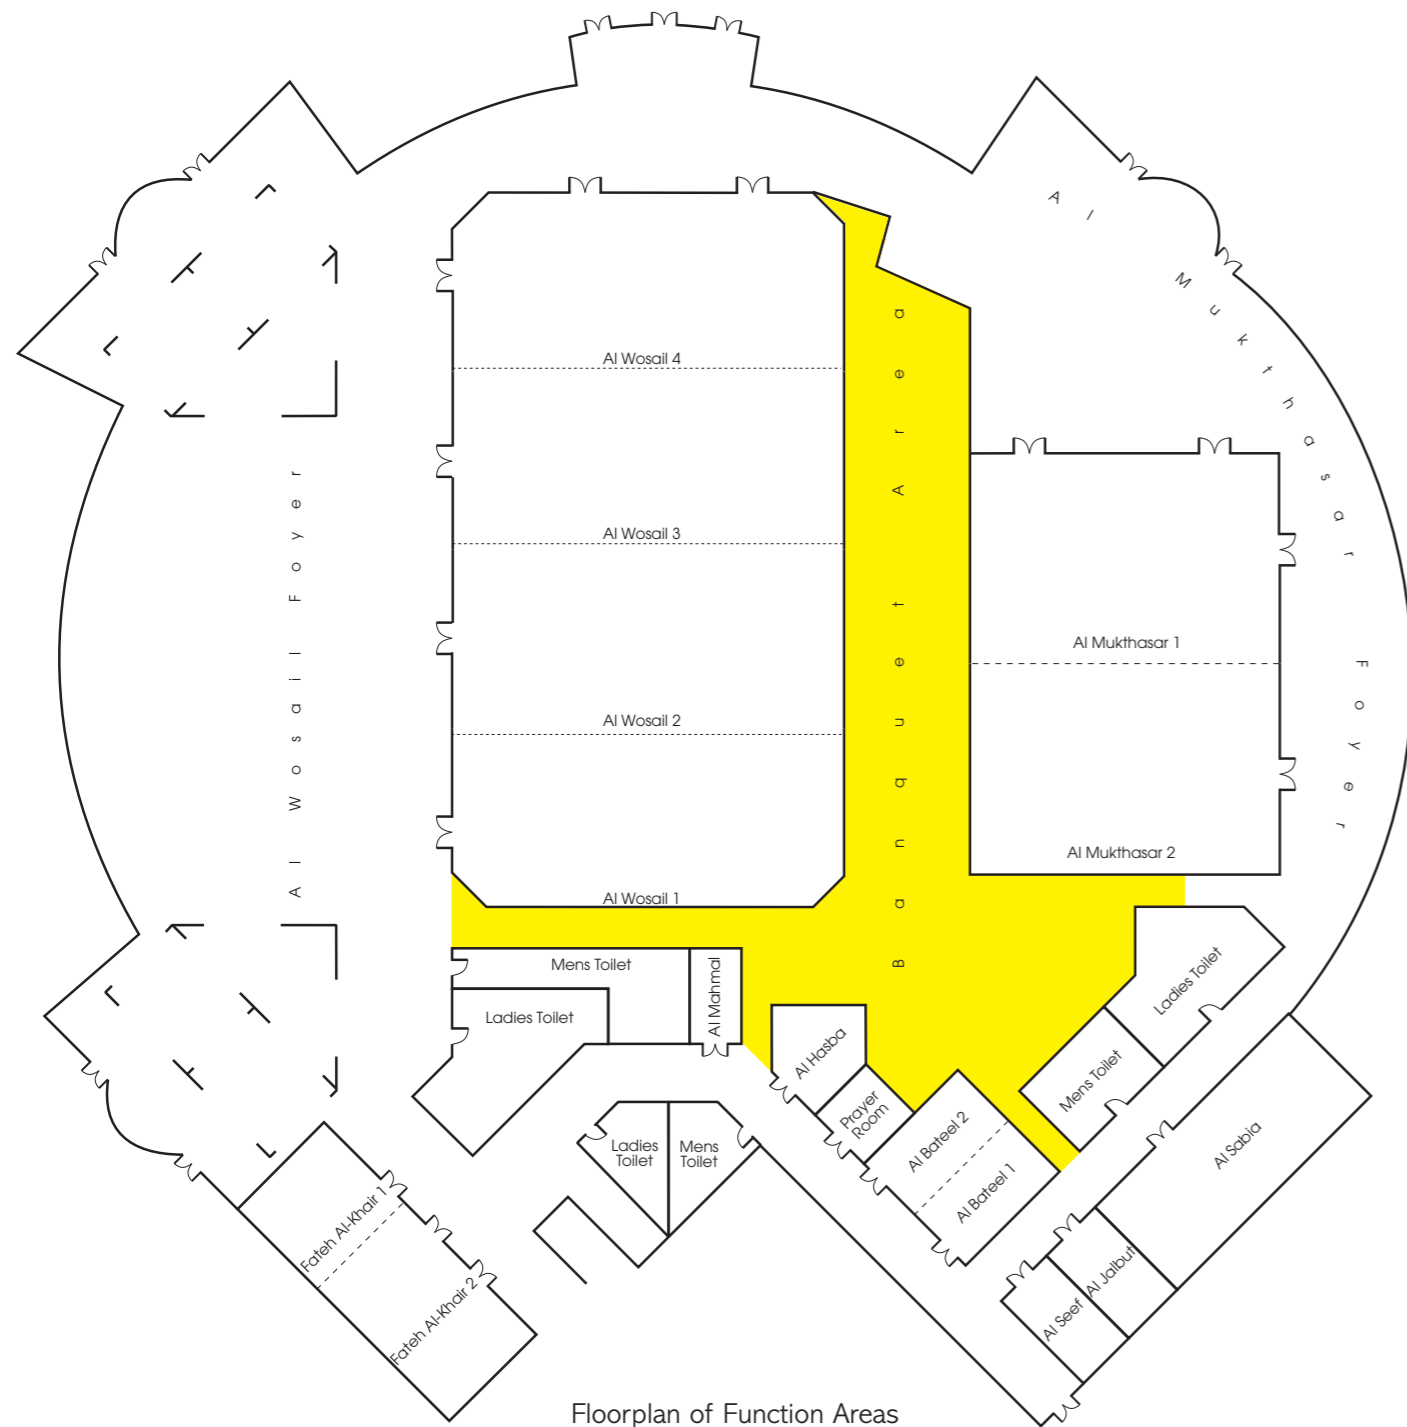 Al Mukthasar Foyer
Al Wosail 4
Banquet Area
Al Wosail Foyer
Al Wosail 3
Al Mukthasar 1
Al Wosail 2
Al Mukthasar 2
Al Wosail 1
Mens Toilet
Al Mahmal
Ladies Toilet
Ladies Toilet
Al Hasba
Mens Toilet
Prayer
Room
Al Bateel 2
Al Bateel 1
Ladies
Toilet
Mens
Toilet
Al Sabia
Fateh Al-Khair 1
Fateh Al-Khair 2
Al Jalbut
Al Seef
Floorplan of Function Areas